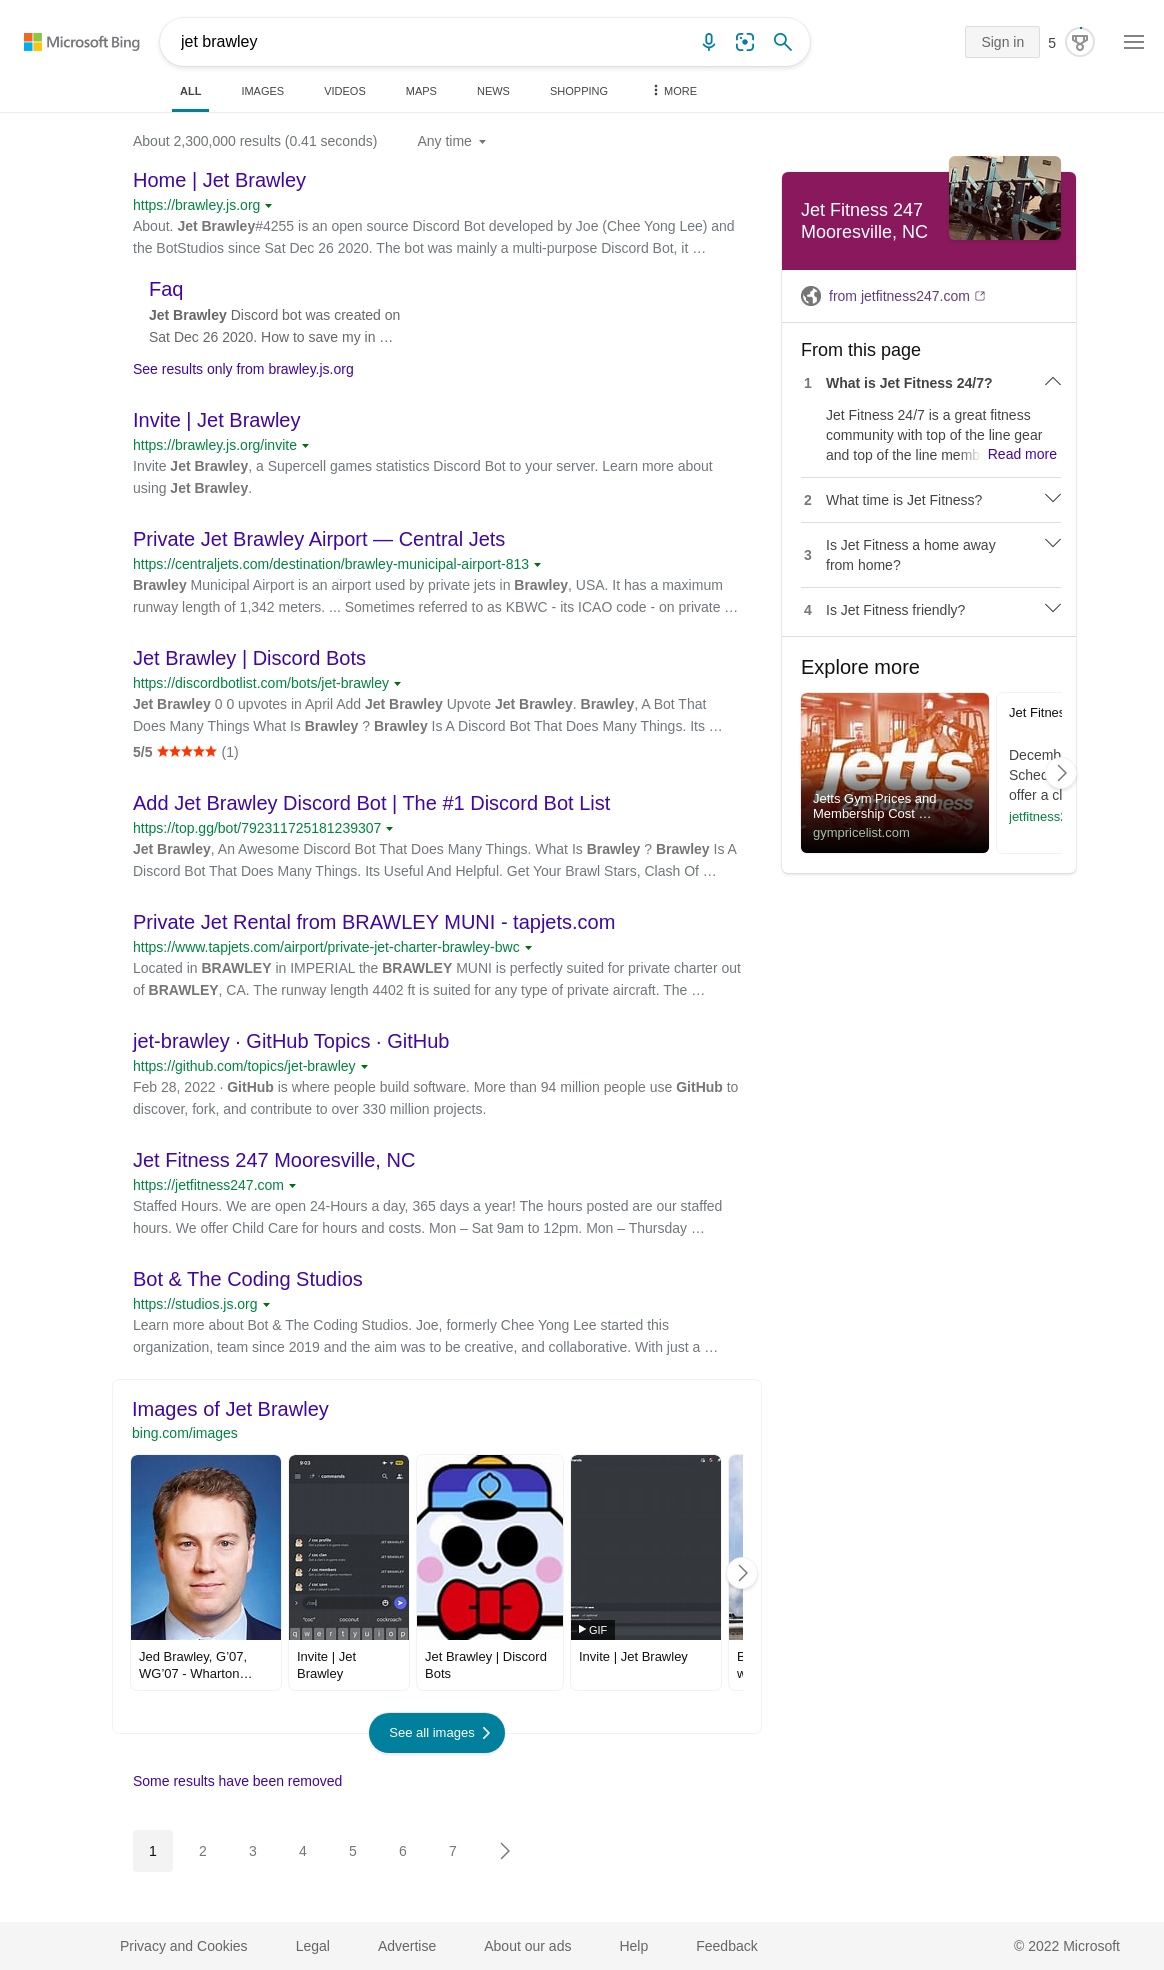 Microsoft Bing
jet brawley
Sign in
5
ALL
IMAGES
VIDEOS
MAPS
NEWS
SHOPPING
MORE
About 2,300,000 results (0.41 seconds)
Any time
Home | Jet Brawley
https://brawley.js.org
About. Jet Brawley#4255 is an open source Discord Bot developed by Joe (Chee Yong Lee) and
the BotStudios since Sat Dec 26 2020. The bot was mainly a multi-purpose Discord Bot, it …
Faq
Jet Brawley Discord bot was created on
Sat Dec 26 2020. How to save my in …
See results only from brawley.js.org
Invite | Jet Brawley
https://brawley.js.org/invite
Invite Jet Brawley, a Supercell games statistics Discord Bot to your server. Learn more about
using Jet Brawley.
Private Jet Brawley Airport — Central Jets
https://centraljets.com/destination/brawley-municipal-airport-813
Brawley Municipal Airport is an airport used by private jets in Brawley, USA. It has a maximum
runway length of 1,342 meters. ... Sometimes referred to as KBWC - its ICAO code - on private …
Jet Brawley | Discord Bots
https://discordbotlist.com/bots/jet-brawley
Jet Brawley 0 0 upvotes in April Add Jet Brawley Upvote Jet Brawley. Brawley, A Bot That
Does Many Things What Is Brawley ? Brawley Is A Discord Bot That Does Many Things. Its …
5/5 ★★★★★ (1)
Add Jet Brawley Discord Bot | The #1 Discord Bot List
https://top.gg/bot/792311725181239307
Jet Brawley, An Awesome Discord Bot That Does Many Things. What Is Brawley ? Brawley Is A
Discord Bot That Does Many Things. Its Useful And Helpful. Get Your Brawl Stars, Clash Of …
Private Jet Rental from BRAWLEY MUNI - tapjets.com
https://www.tapjets.com/airport/private-jet-charter-brawley-bwc
Located in BRAWLEY in IMPERIAL the BRAWLEY MUNI is perfectly suited for private charter out
of BRAWLEY, CA. The runway length 4402 ft is suited for any type of private aircraft. The …
jet-brawley · GitHub Topics · GitHub
https://github.com/topics/jet-brawley
Feb 28, 2022 · GitHub is where people build software. More than 94 million people use GitHub to
discover, fork, and contribute to over 330 million projects.
Jet Fitness 247 Mooresville, NC
https://jetfitness247.com
Staffed Hours. We are open 24-Hours a day, 365 days a year! The hours posted are our staffed
hours. We offer Child Care for hours and costs. Mon – Sat 9am to 12pm. Mon – Thursday …
Bot & The Coding Studios
https://studios.js.org
Learn more about Bot & The Coding Studios. Joe, formerly Chee Yong Lee started this
organization, team since 2019 and the aim was to be creative, and collaborative. With just a …
Images of Jet Brawley
bing.com/images
9:03
commands
/ coc profile
JET BRAWLEY
/ coc clan
JET BRAWLEY
/ coc members
JET BRAWLEY
/ coc save
JET BRAWLEY
/coc
"coc" coconut cockroach
q w e r t y u i o p
GIF
Jed Brawley, G'07,
WG'07 - Wharton…
Invite | Jet
Brawley
Jet Brawley | Discord
Bots
Invite | Jet Brawley
See all images
Some results have been removed
1 2 3 4 5 6 7
Jet Fitness 247
Mooresville, NC
from jetfitness247.com
From this page
1 What is Jet Fitness 24/7?
Jet Fitness 24/7 is a great fitness
community with top of the line gear
and top of the line memb Read more
2 What time is Jet Fitness?
3 Is Jet Fitness a home away
from home?
4 Is Jet Fitness friendly?
Explore more
jetts
24 hour fitness
Jetts Gym Prices and
Membership Cost …
gympricelist.com
Jet Fitnes
Decemb
Sched
offer a cl
jetfitness2
Privacy and Cookies
Legal
Advertise
About our ads
Help
Feedback
© 2022 Microsoft